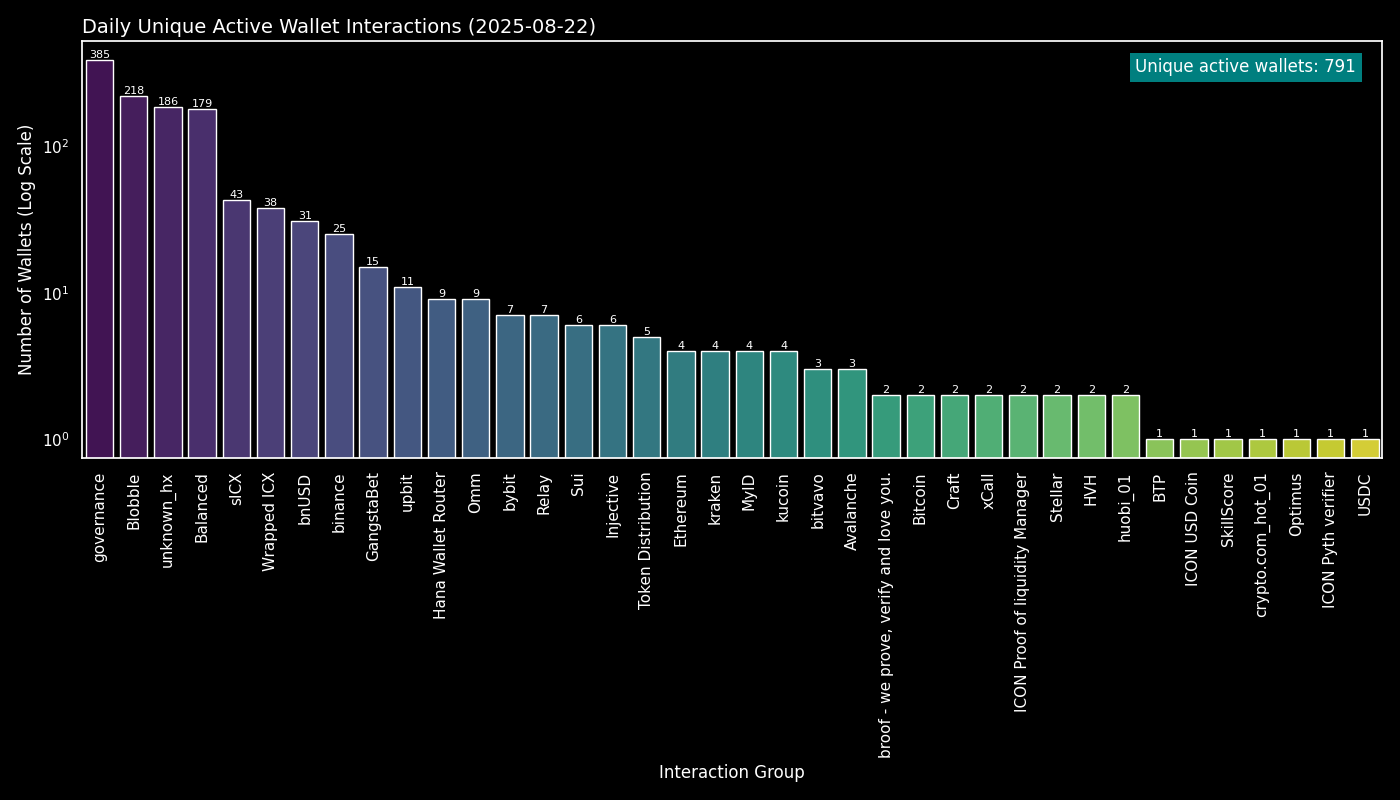 Daily Unique Active Wallet Interactions (2025-08-22)
Unique active wallets: 791
Number of Wallets (Log Scale)
10²
10¹
10⁰
385
218
186
179
43
38
31
25
15
11
9
9
7
7
6
6
5
4
4
4
4
3
3
2
2
2
2
2
2
2
2
1
1
1
1
1
1
1
governance
Blobble
unknown_hx
Balanced
sICX
Wrapped ICX
bnUSD
binance
GangstaBet
upbit
Hana Wallet Router
Omm
bybit
Relay
Sui
Injective
Token Distribution
Ethereum
kraken
MyID
kucoin
bitvavo
Avalanche
broof - we prove, verify and love you.
Bitcoin
Craft
xCall
ICON Proof of liquidity Manager
Stellar
HVH
huobi_01
BTP
ICON USD Coin
SkillScore
crypto.com_hot_01
Optimus
ICON Pyth verifier
USDC
Interaction Group